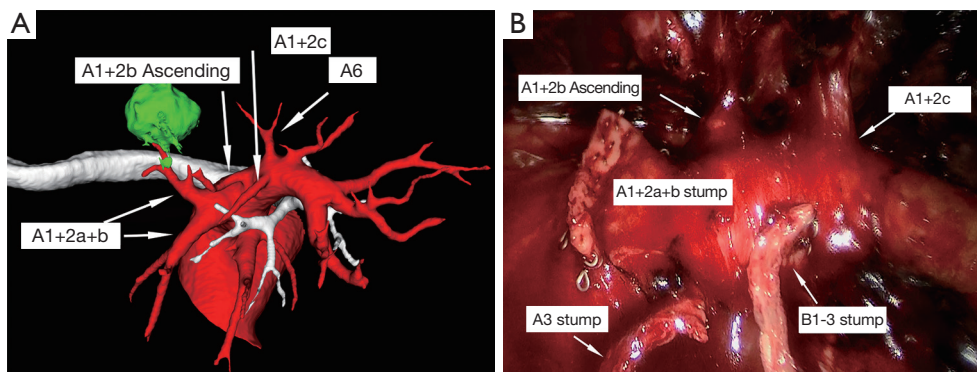 A
A1+2c
A1+2b Ascending
A6
A1+2a+b
B
A1+2b Ascending
A1+2c
A1+2a+b stump
A3 stump
B1-3 stump